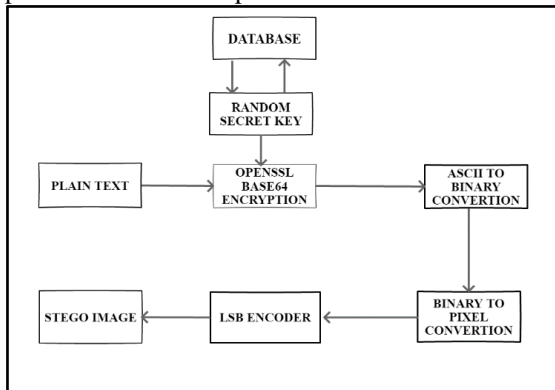 DATABASE
RANDOM
SECRET KEY
PLAIN TEXT
OPENSSL
BASE64
ENCRYPTION
ASCII TO
BINARY
CONVERTION
STEGO IMAGE
LSB ENCODER
BINARY TO
PIXEL
CONVERTION